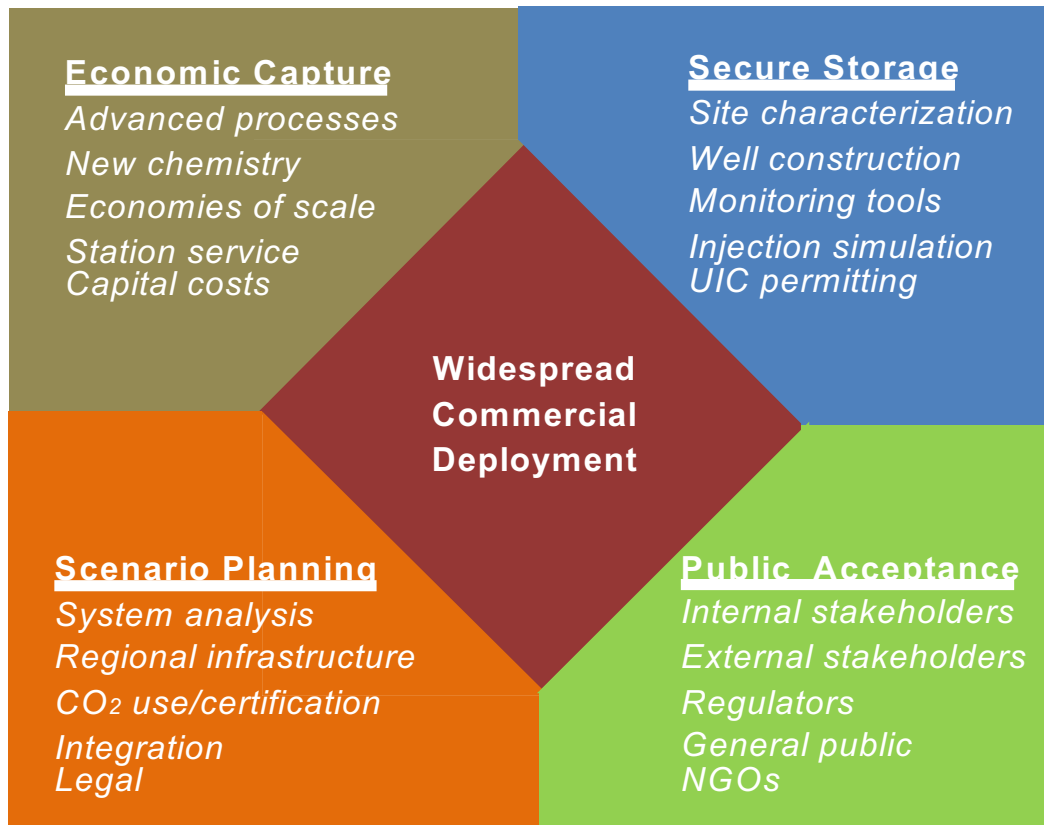 Economic Capture
Advanced processes
New chemistry
Economies of scale
Station service
Capital costs
Secure Storage
Site characterization
Well construction
Monitoring tools
Injection simulation
UIC permitting
Widespread
Commercial
Deployment
Scenario Planning
System analysis
Regional infrastructure
CO2 use/certification
Integration
Legal
Public Acceptance
Internal stakeholders
External stakeholders
Regulators
General public
NGOs